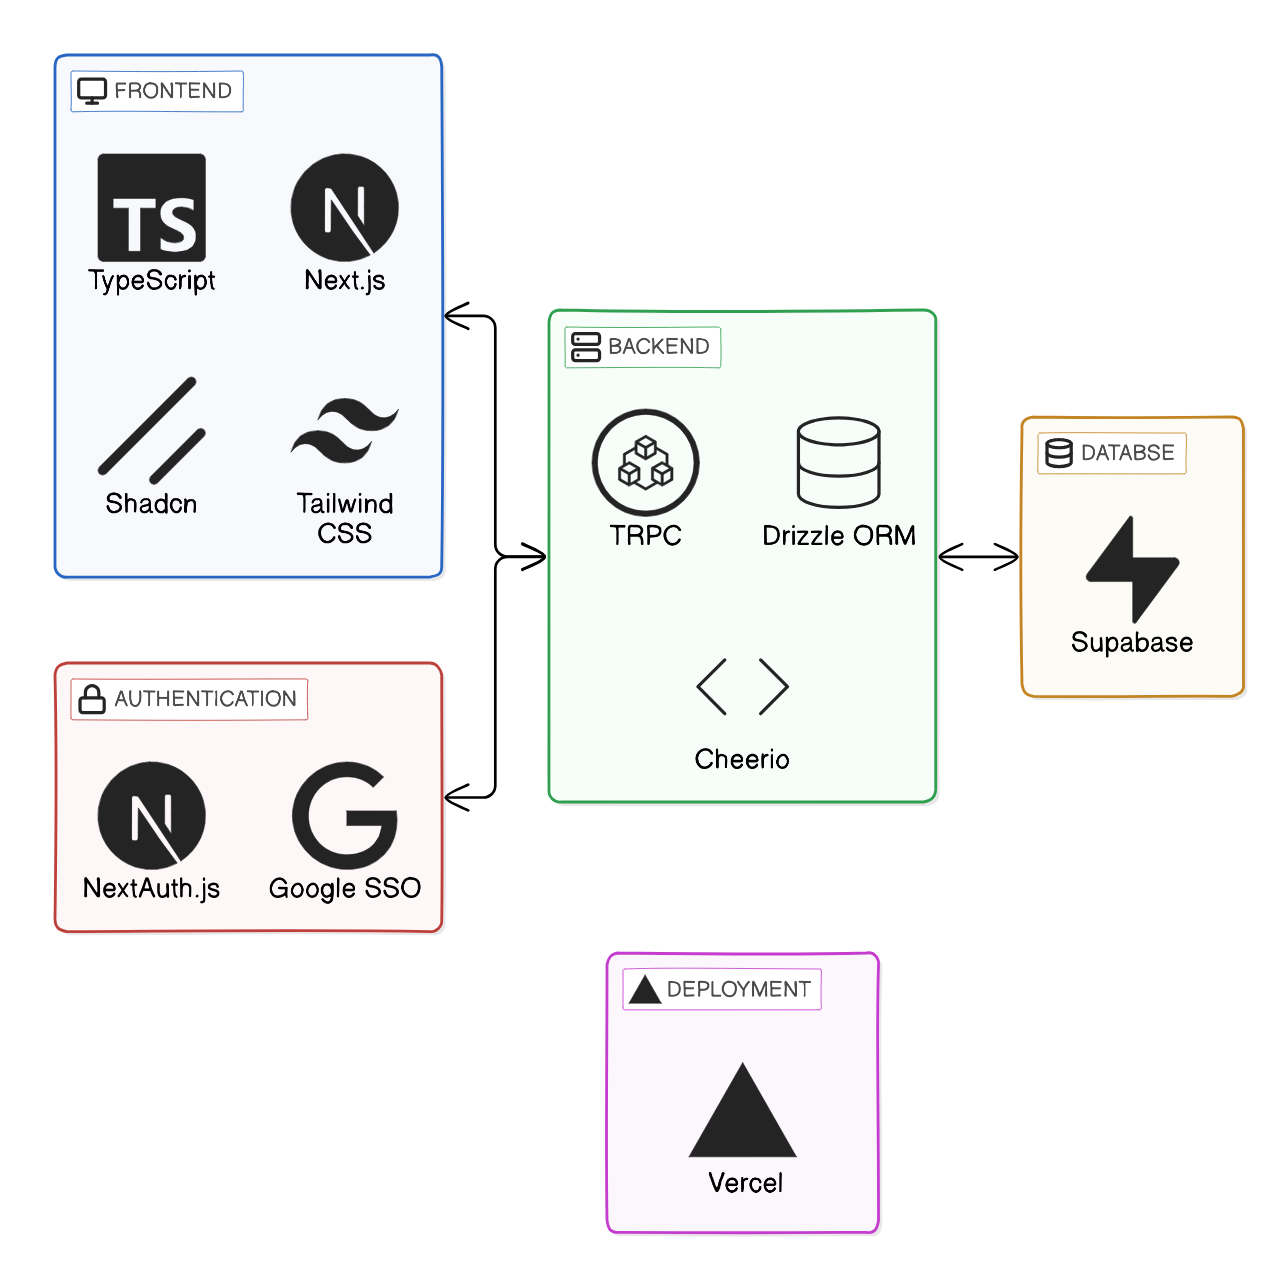 FRONTEND
TS
TypeScript
N
Next.js
Shadcn
Tailwind
CSS
BACKEND
TRPC
Drizzle ORM
Cheerio
DATABSE
Supabase
AUTHENTICATION
N
NextAuth.js
G
Google SSO
DEPLOYMENT
Vercel